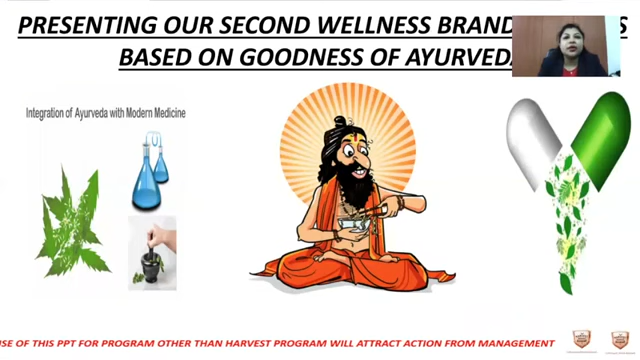 PRESENTING OUR SECOND WELLNESS BRAND S
BASED ON GOODNESS OF AYURVEDA
Integration of Ayurveda with Modern Medicine
SE OF THIS PPT FOR PROGRAM OTHER THAN HARVEST PROGRAM WILL ATTRACT ACTION FROM MANAGEMENT